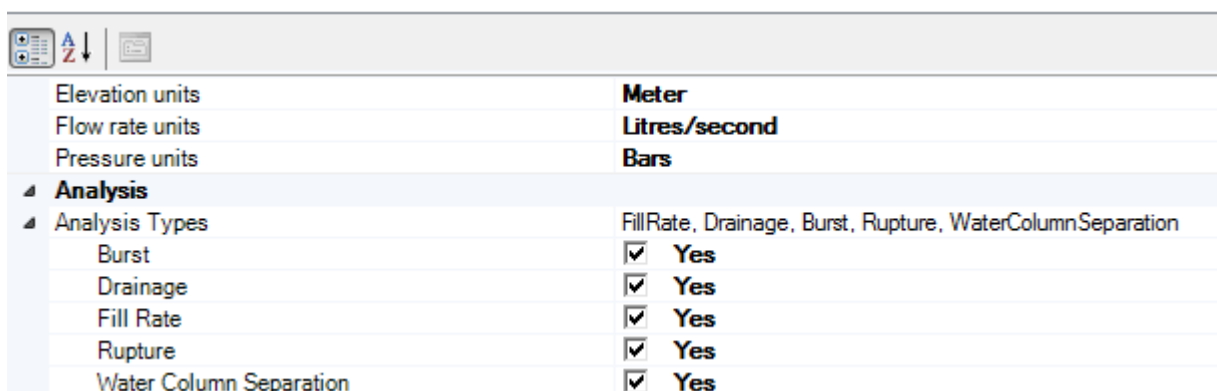 A
Z
Elevation units Meter
Flow rate units Litres/second
Pressure units Bars
Analysis
Analysis Types FillRate, Drainage, Burst, Rupture, WaterColumnSeparation
Burst Yes
Drainage Yes
Fill Rate Yes
Rupture Yes
Water Column Separation Yes